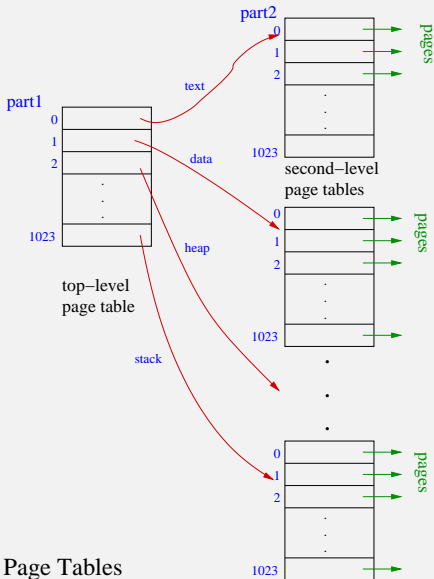 part2
0
1
2
.
.
.
1023
pages
second-level
page tables
part1
0
1
2
.
.
.
1023
top-level
page table
text
data
heap
stack
0
1
2
.
.
.
1023
pages
.
.
.
0
1
2
.
.
.
1023
pages
Page Tables